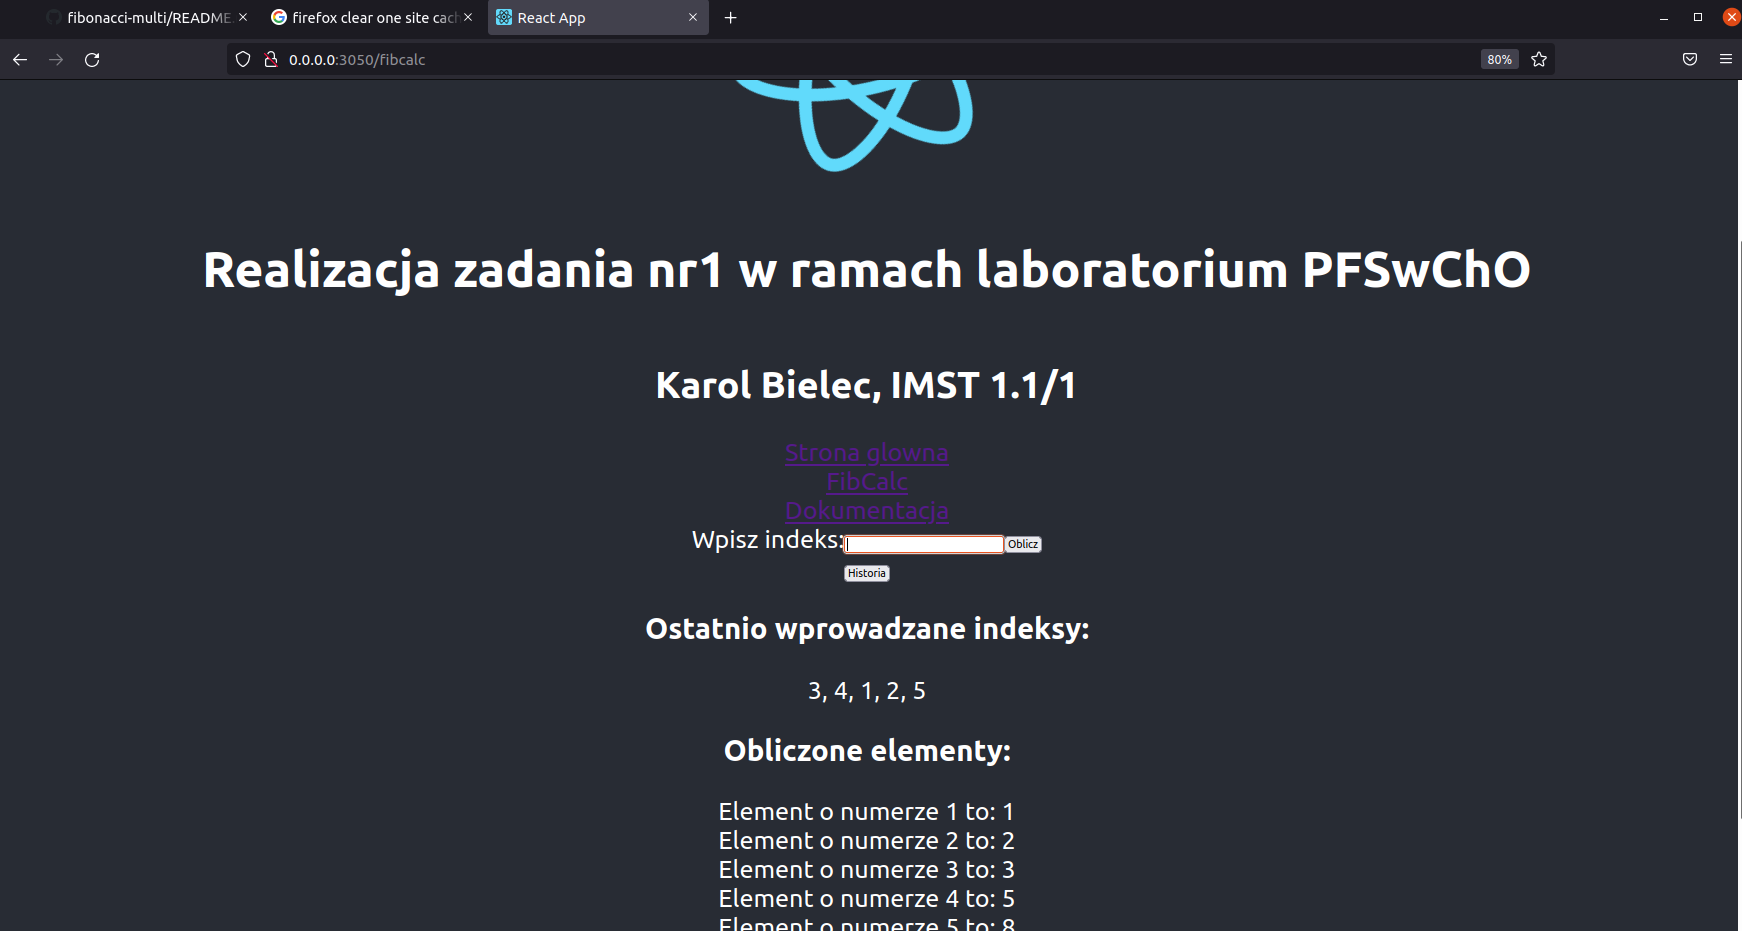 fibonacci-multi/README.
firefox clear one site cach
React App
0.0.0.0:3050/fibcalc
80%
Realizacja zadania nr1 w ramach laboratorium PFSwChO
Karol Bielec, IMST 1.1/1
Strona glowna
FibCalc
Dokumentacja
Wpisz indeks: Oblicz
Historia
Ostatnio wprowadzane indeksy:
3, 4, 1, 2, 5
Obliczone elementy:
Element o numerze 1 to: 1
Element o numerze 2 to: 2
Element o numerze 3 to: 3
Element o numerze 4 to: 5
Element o numerze 5 to: 8